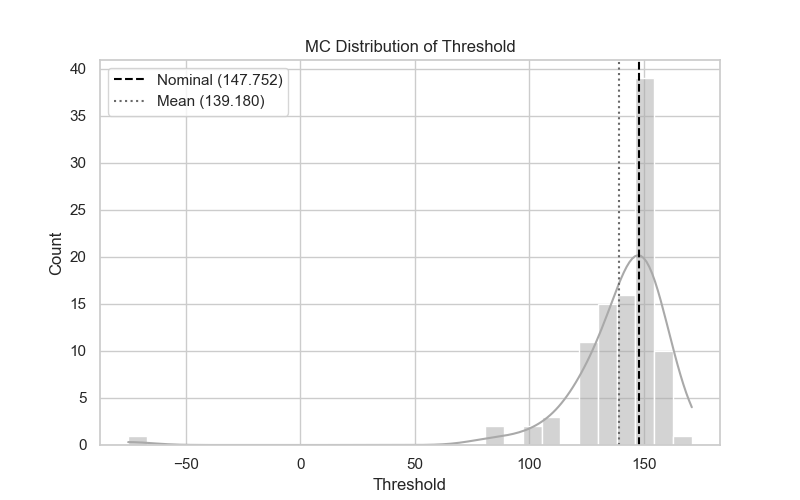 MC Distribution of Threshold
Nominal (147.752)
Mean (139.180)
40
35
30
25
20
15
10
5
0
Count
−50
0
50
100
150
Threshold